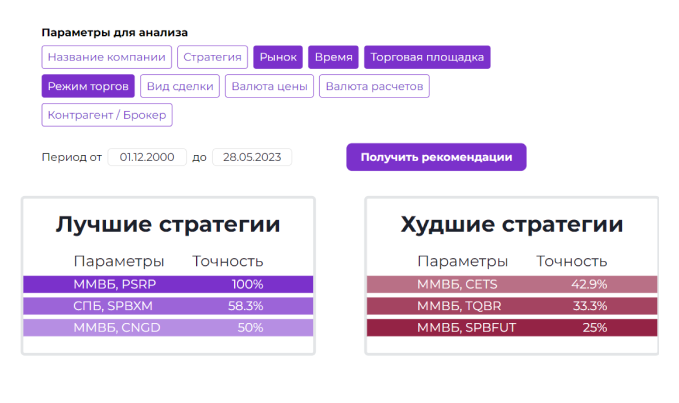 Параметры для анализа
Название компании Стратегия Рынок Время Торговая площадка
Режим торгов Вид сделки Валюта цены Валюта расчетов
Контрагент / Брокер
Период от 01.12.2000 до 28.05.2023 Получить рекомендации
Лучшие стратегии
Параметры Точность
ММВБ, PSRP 100%
СПБ, SPBXM 58.3%
ММВБ, CNGD 50%
Худшие стратегии
Параметры Точность
ММВБ, CETS 42.9%
ММВБ, TQBR 33.3%
ММВБ, SPBFUT 25%